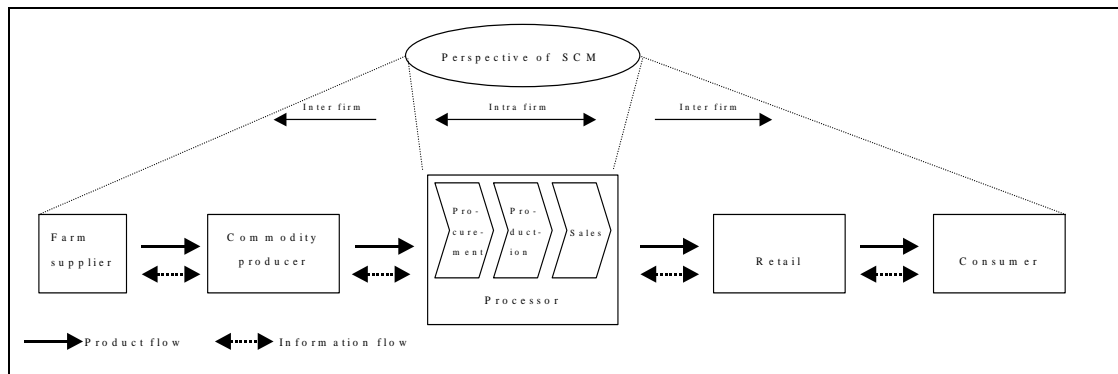 Perspective of SCM
Inter firm
Intra firm
Inter firm
Farm
supplier
Commodity
producer
Pro-
cure-
ment
Pro-
duct-
ion
Sales
Processor
Retail
Consumer
Product flow
Information flow